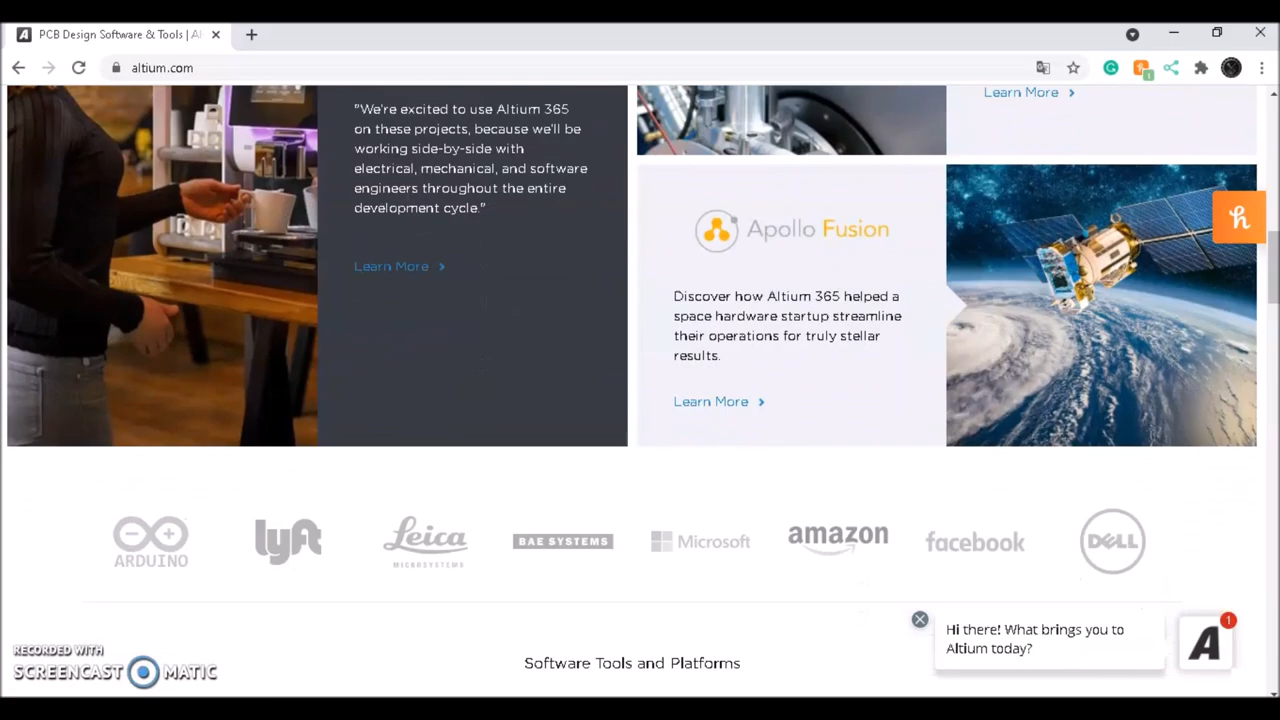 PCB Design Software & Tools | Al
altium.com
"We're excited to use Altium 365
on these projects, because we'll be
working side-by-side with
electrical, mechanical, and software
engineers throughout the entire
development cycle."
Learn More
Learn More
Apollo Fusion
Discover how Altium 365 helped a
space hardware startup streamline
their operations for truly stellar
results.
Learn More
ARDUINO
lyft
Leica
MICROSYSTEMS
BAE SYSTEMS
Microsoft
amazon
facebook
DELL
Software Tools and Platforms
Hi there! What brings you to
Altium today?
1
RECORDED WITH
SCREENCAST MATIC